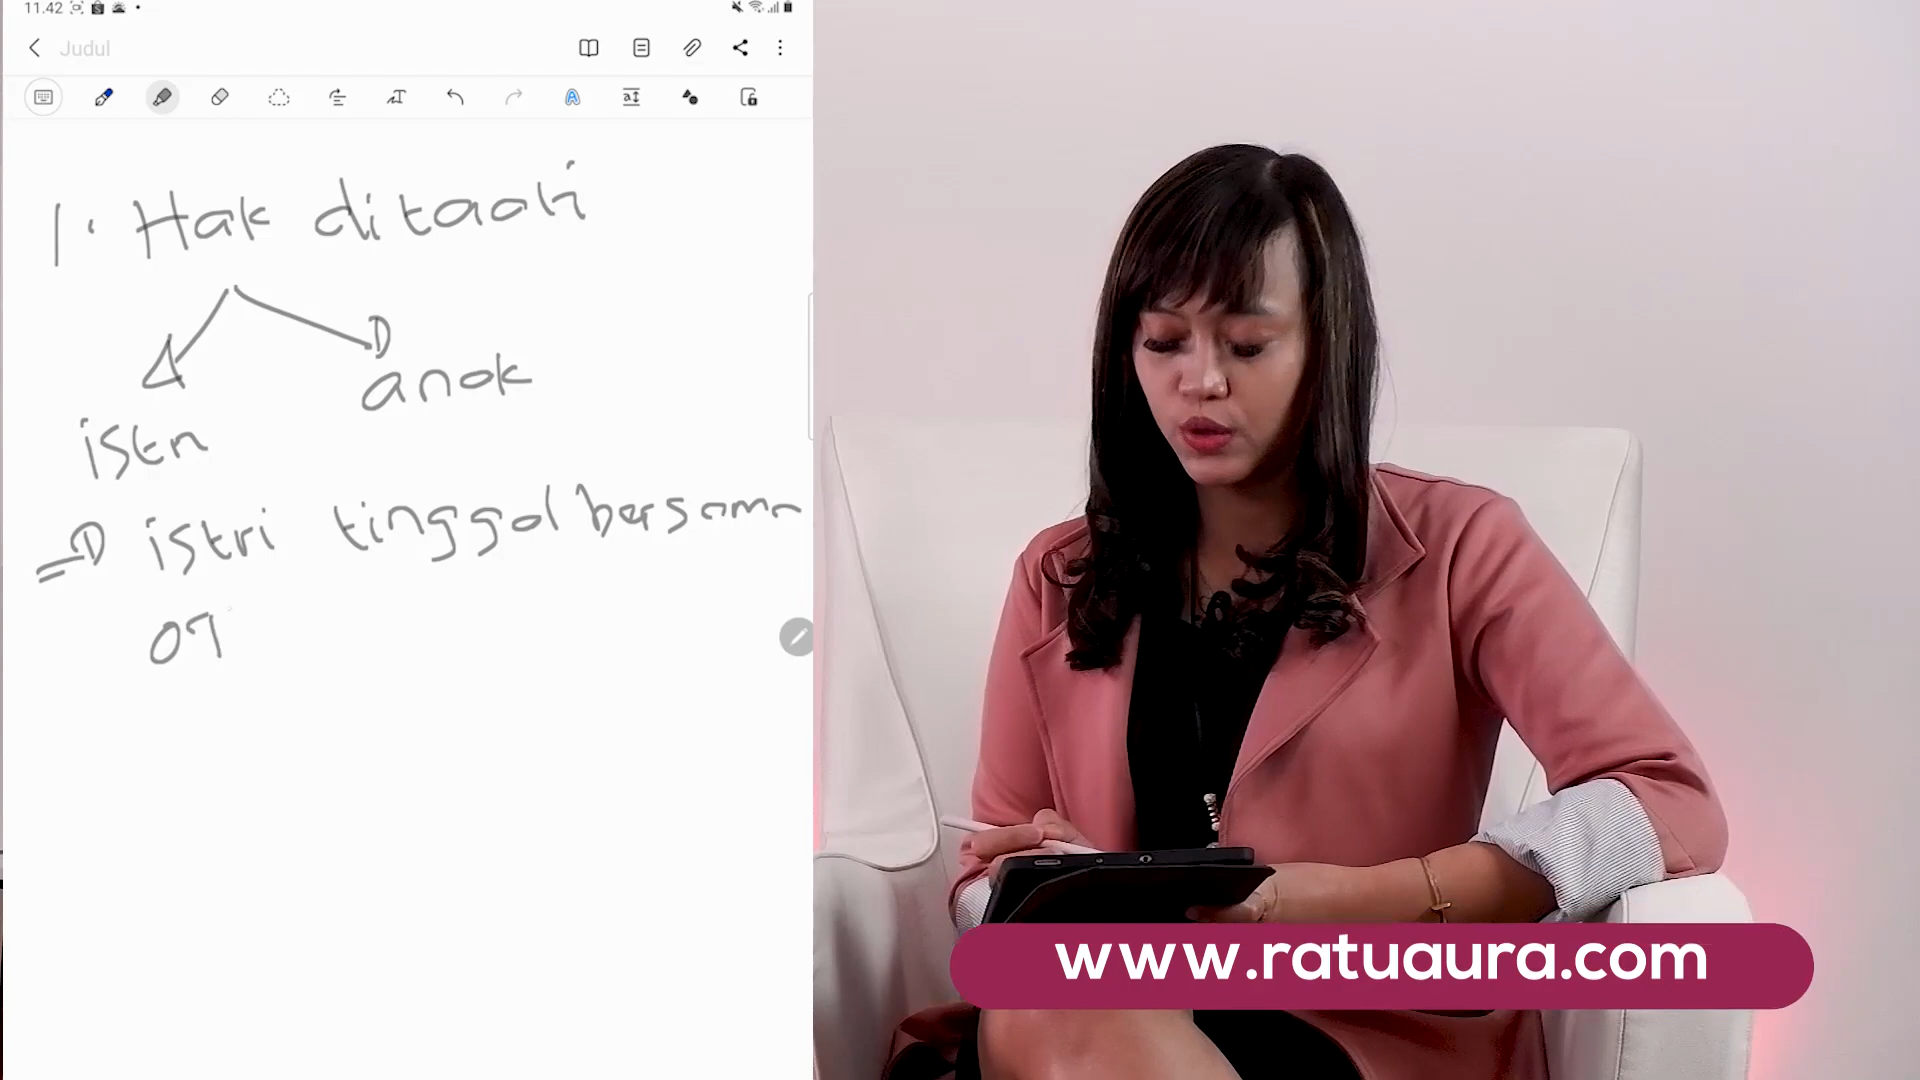 11.42
Judul
1. Hak ditaati
istri
anak
istri tinggal bersama
www.ratuaura.com